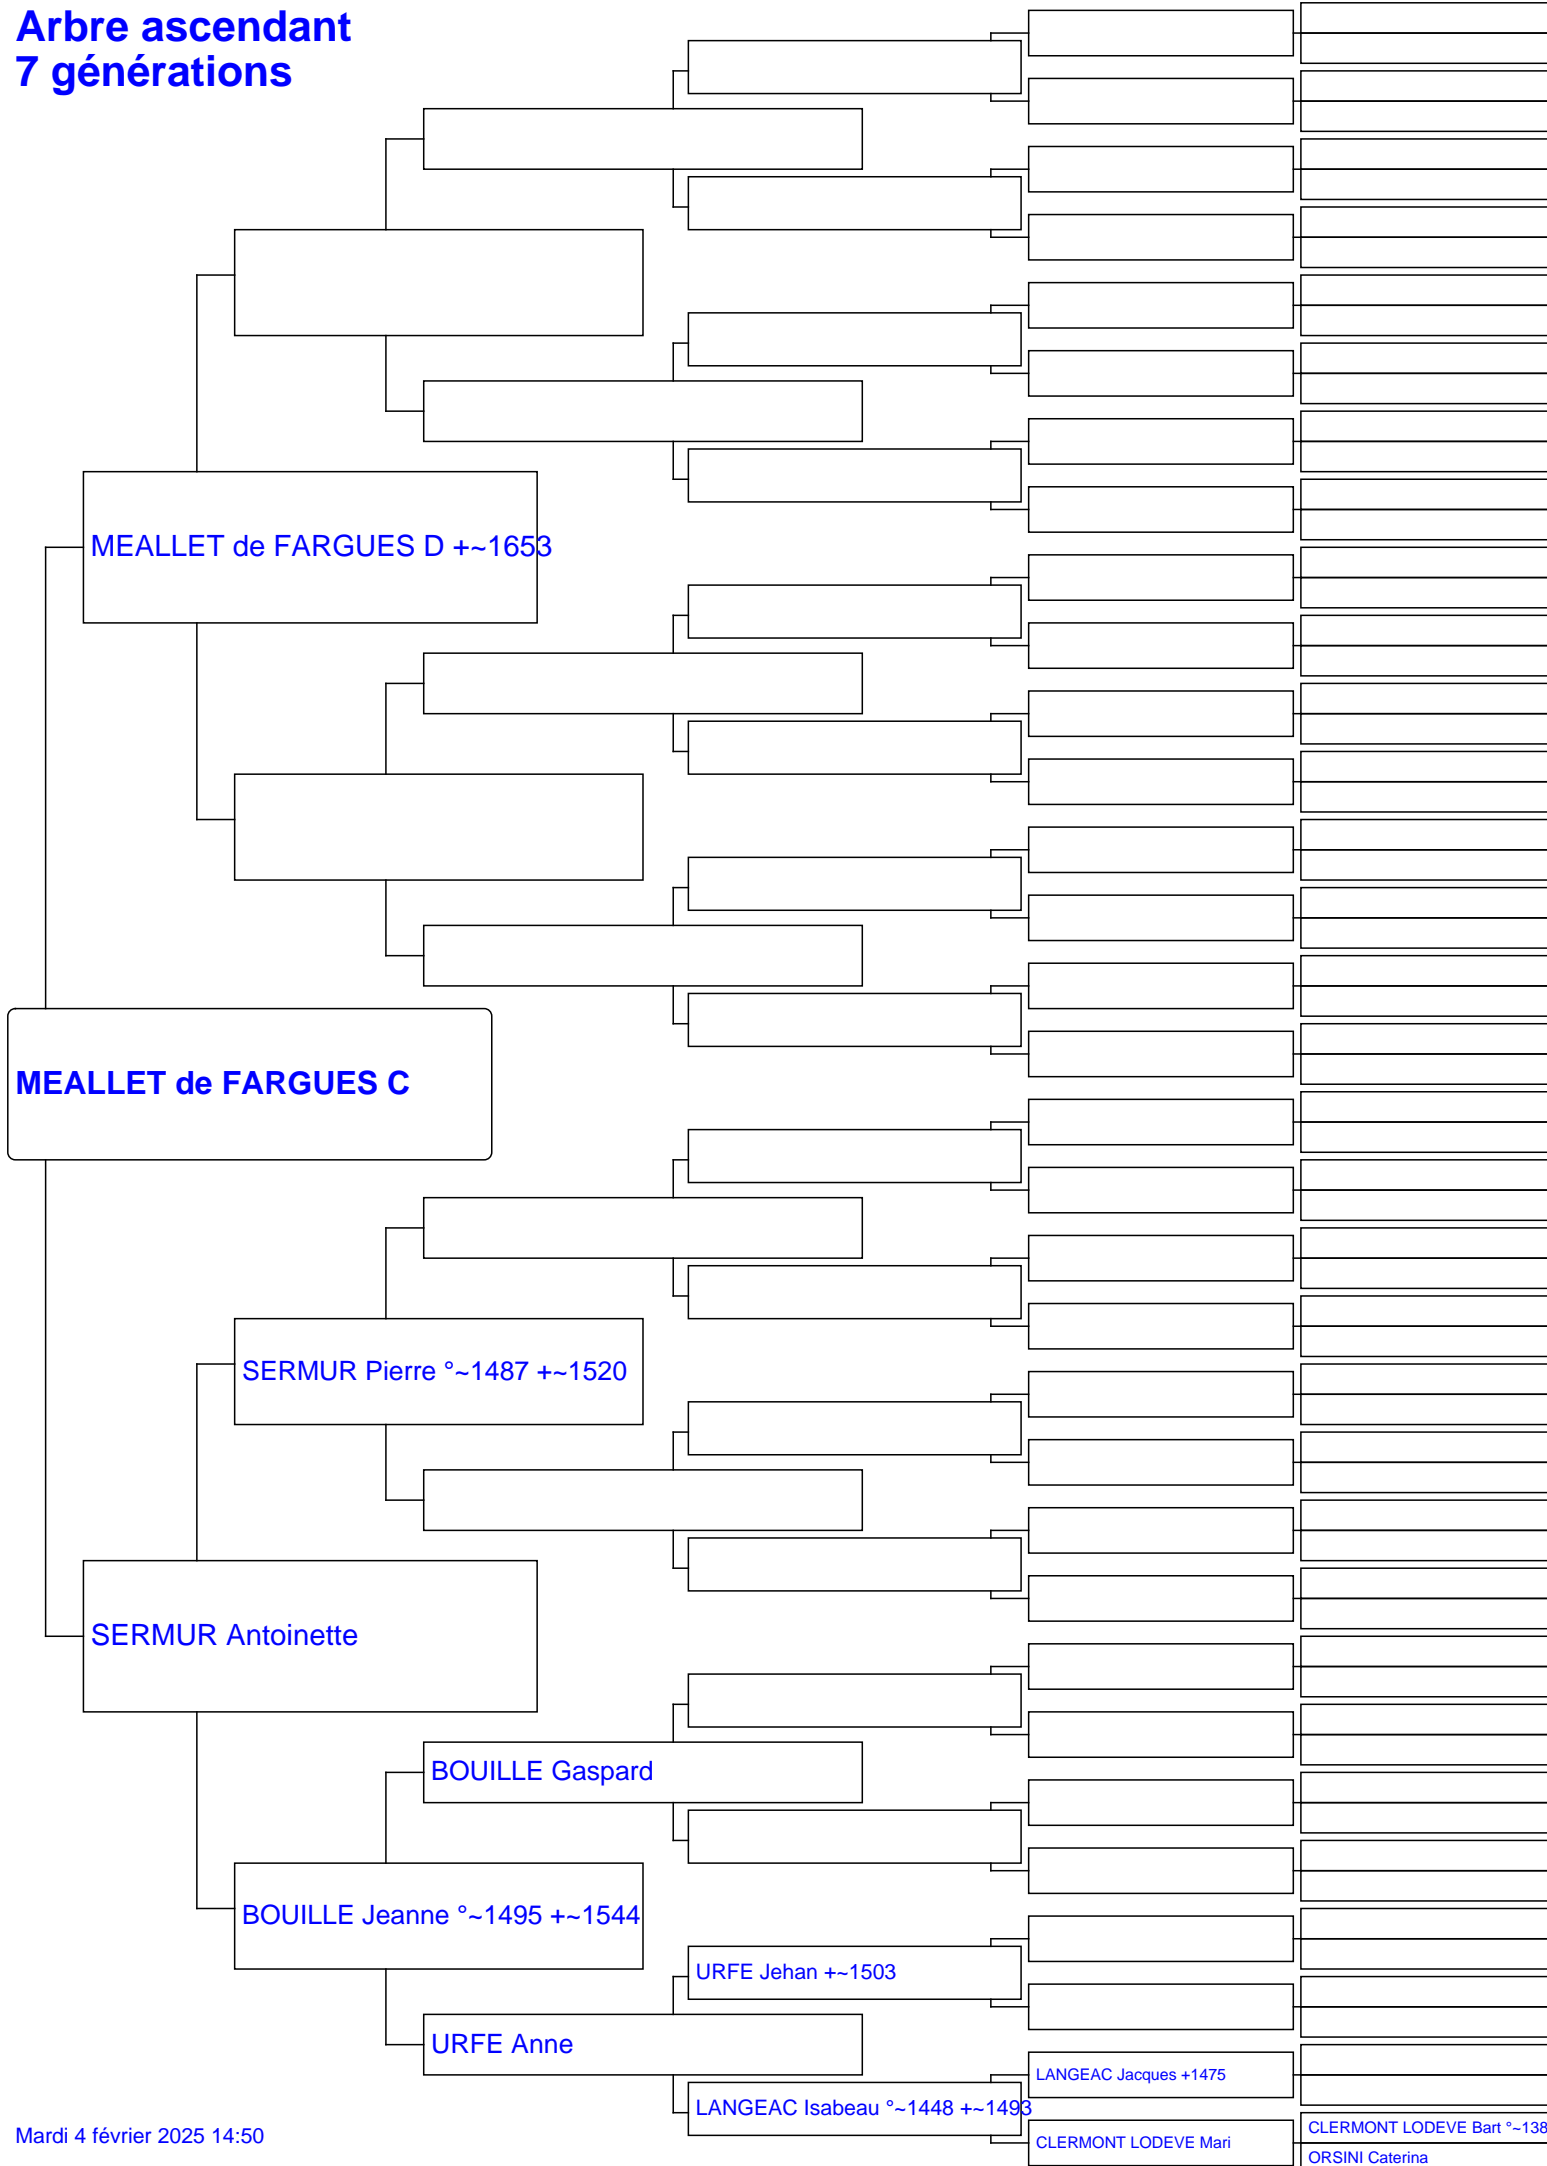 Arbre ascendant
7 générations
MEALLET de FARGUES D +~1653
MEALLET de FARGUES C
SERMUR Pierre °~1487 +~1520
SERMUR Antoinette
BOUILLE Gaspard
BOUILLE Jeanne °~1495 +~1544
URFE Jehan +~1503
URFE Anne
LANGEAC Jacques +1475
LANGEAC Isabeau °~1448 +~1493
CLERMONT LODEVE Bart °~138
CLERMONT LODEVE Mari
ORSINI Caterina
Mardi 4 février 2025 14:50